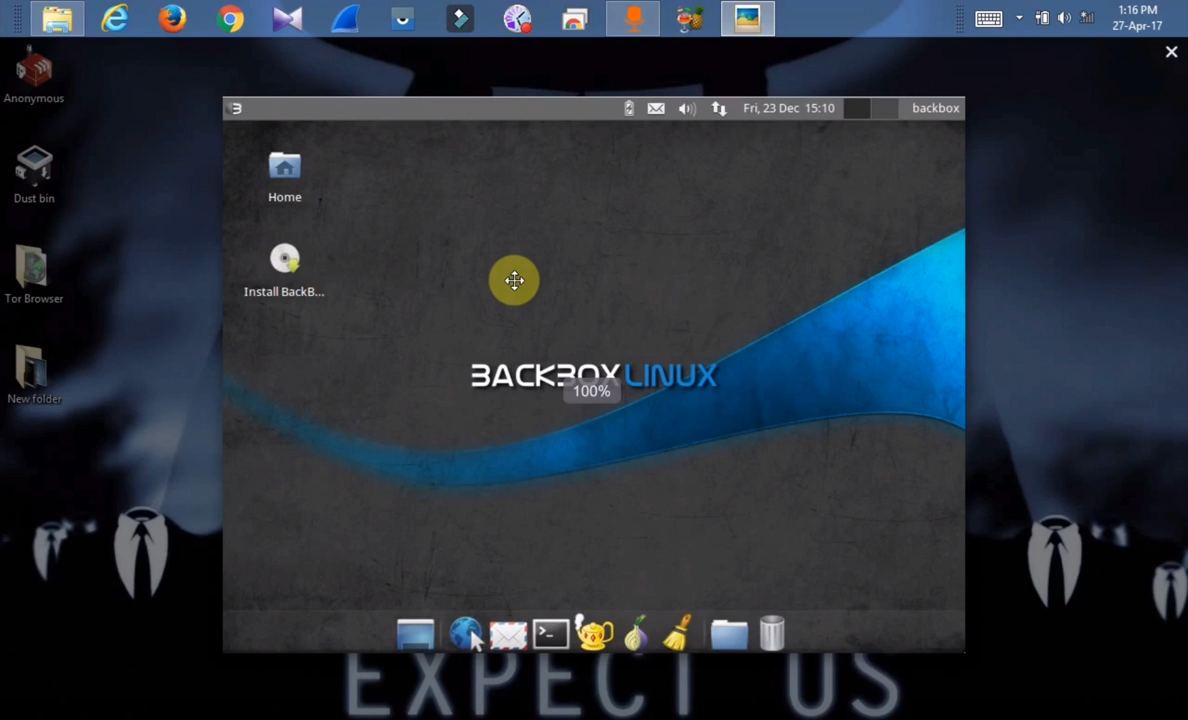 1:16 PM
27-Apr-17
Anonymous
Dust bin
Tor Browser
New folder
Fri, 23 Dec 15:10
backbox
Home
Install BackB...
BACKBOX LINUX
100%
EXPECT US